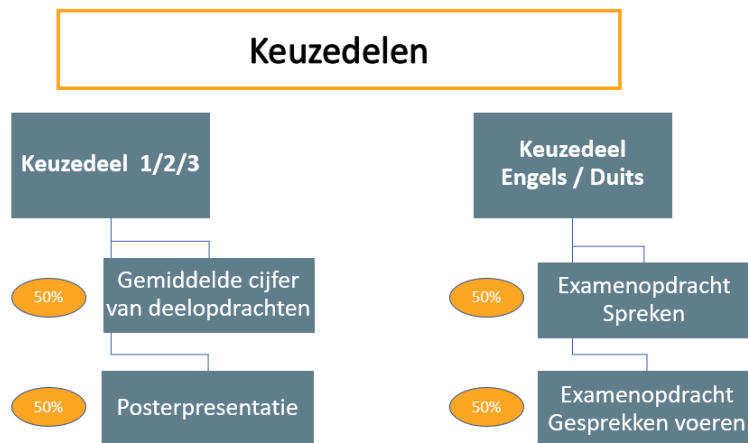 Keuzedelen
Keuzedeel 1/2/3
50%
Gemiddelde cijfer
van deelopdrachten
50%
Posterpresentatie
Keuzedeel
Engels / Duits
50%
Examenopdracht
Spreken
50%
Examenopdracht
Gesprekken voeren